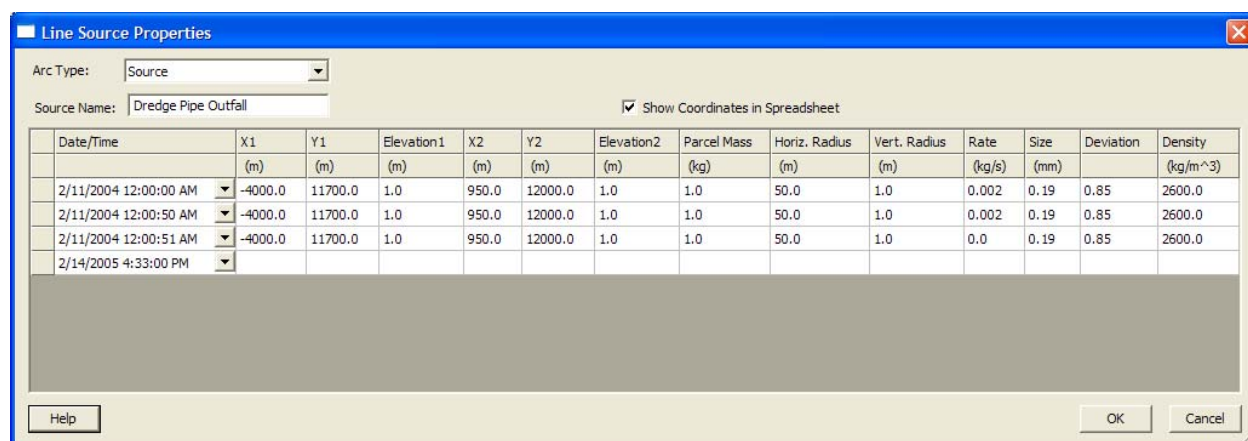 Line Source Properties
Arc Type: Source
Source Name: Dredge Pipe Outfall Show Coordinates in Spreadsheet
Date/Time X1 Y1 Elevation1 X2 Y2 Elevation2 Parcel Mass Horiz. Radius Vert. Radius Rate Size Deviation Density
(m) (m) (m) (m) (m) (m) (kg) (m) (m) (kg/s) (mm) (kg/m^3)
2/11/2004 12:00:00 AM -4000.0 11700.0 1.0 950.0 12000.0 1.0 1.0 50.0 1.0 0.002 0.19 0.85 2600.0
2/11/2004 12:00:50 AM -4000.0 11700.0 1.0 950.0 12000.0 1.0 1.0 50.0 1.0 0.002 0.19 0.85 2600.0
2/11/2004 12:00:51 AM -4000.0 11700.0 1.0 950.0 12000.0 1.0 1.0 50.0 1.0 0.0 0.19 0.85 2600.0
2/14/2005 4:33:00 PM
Help OK Cancel